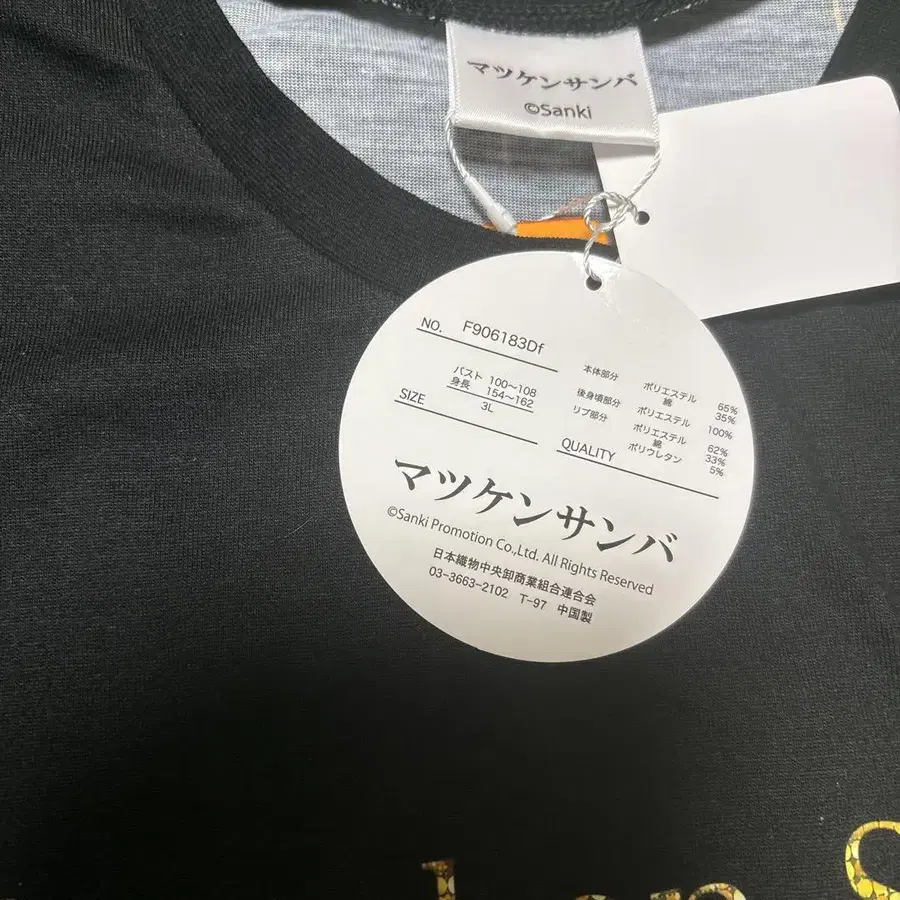 マツケンサンバ
©Sanki
NO. F906183Df
バスト 100~108
身長 154~162
SIZE 3L
本体部分 ポリエステル 65%
綿 35%
後身頃部分 ポリエステル 100%
リブ部分 ポリエステル 62%
綿 33%
ポリウレタン 5%
QUALITY
マツケンサンバ
©Sanki Promotion Co.,Ltd. All Rights Reserved
日本織物中央卸商業組合連合会
03-3663-2102 T-97 中国製